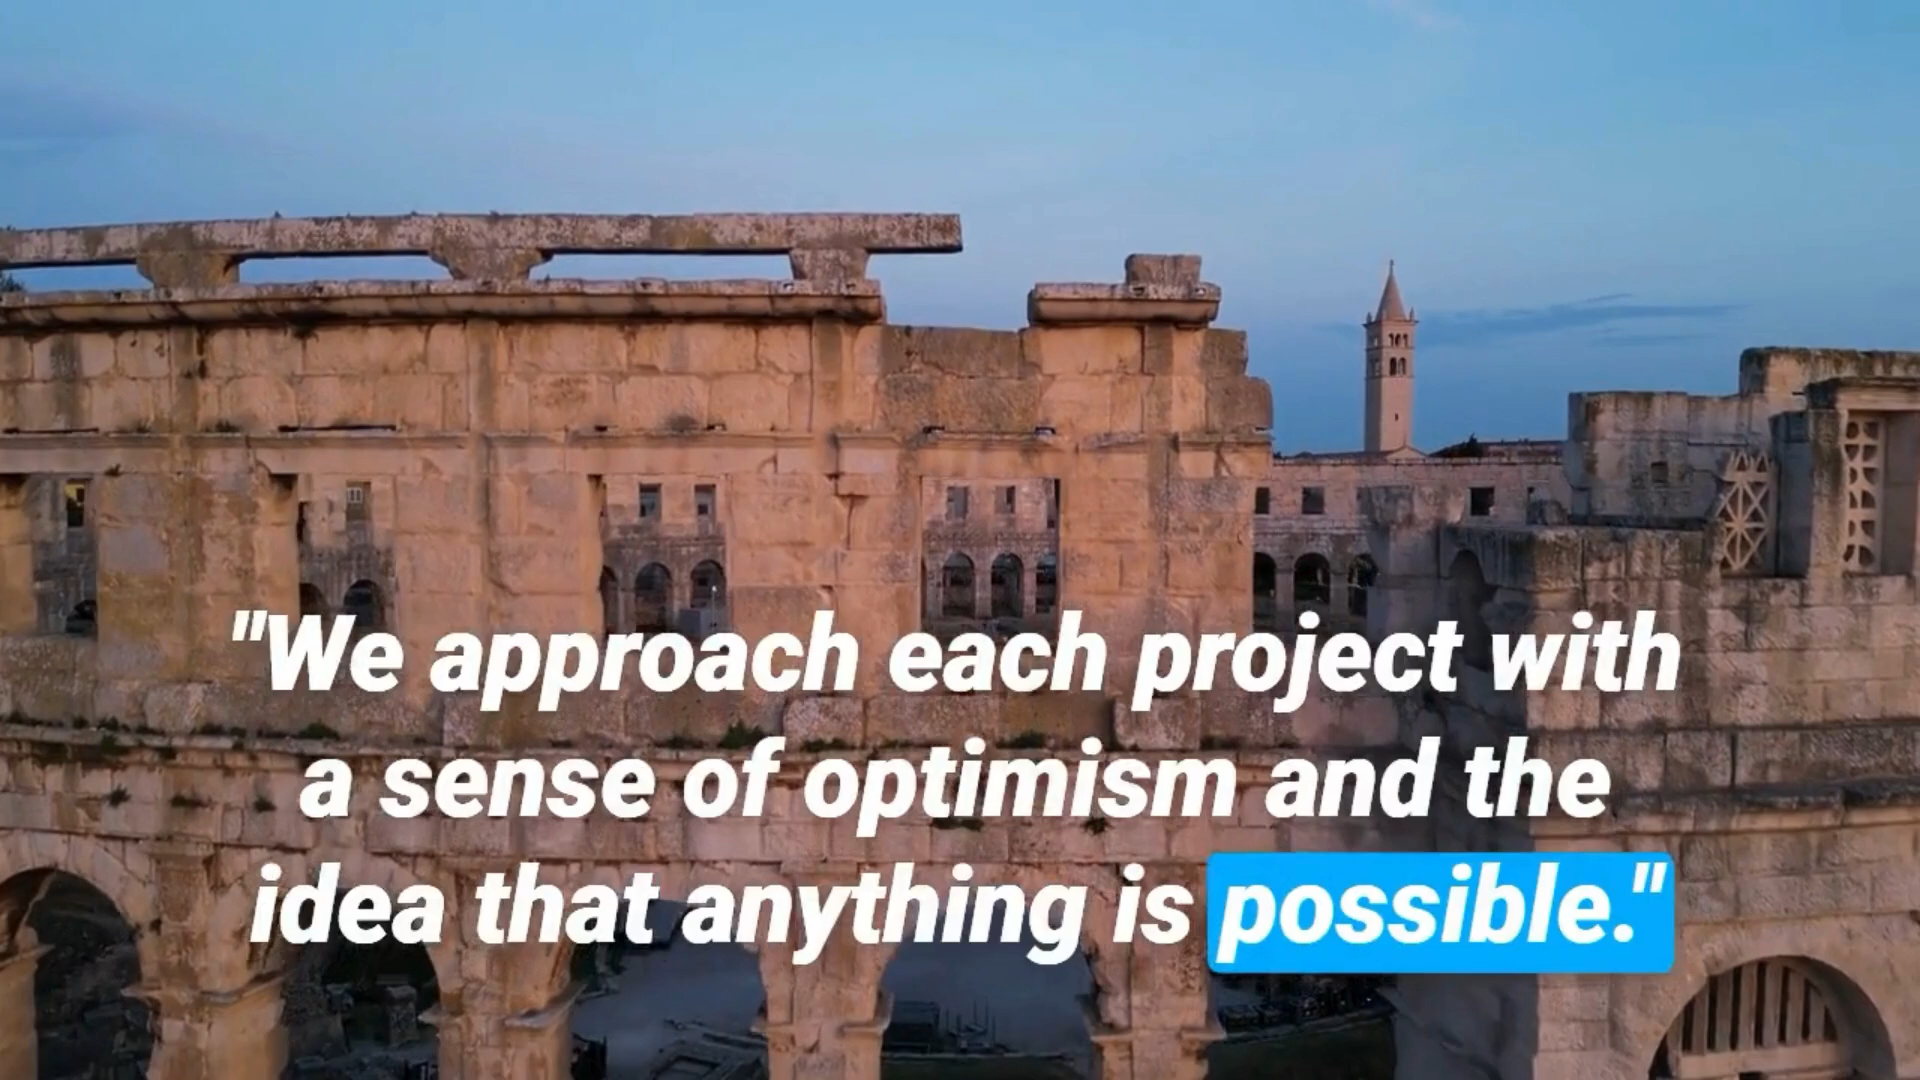 "We approach each project with
a sense of optimism and the
idea that anything is possible."